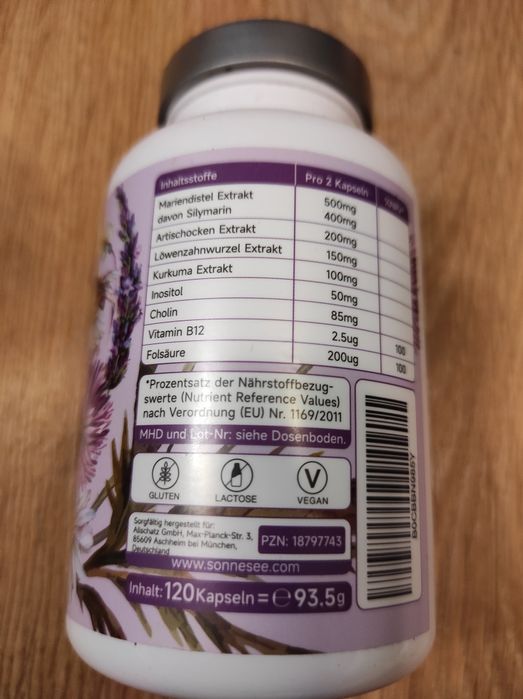 Inhaltsstoffe Pro 2 Kapseln
Mariendistel Extrakt 500mg
davon Silymarin 400mg
Artischocken Extrakt 200mg
Löwenzahnwurzel Extrakt 150mg
Kurkuma Extrakt 100mg
Inositol 50mg
Cholin 85mg
Vitamin B12 2.5ug 100
Folsäure 200ug 100
*Prozentsatz der Nährstoffbezug-
swerte (Nutrient Reference Values)
nach Verordnung (EU) Nr. 1169/2011
MHD und Lot-Nr: siehe Dosenboden.
GLUTEN LACTOSE VEGAN
Sorgfältig hergestellt für:
Allschatz GmbH, Max-Planck-Str. 3,
85609 Aschheim bei München,
Deutschland
PZN: 18797743
www.sonnesee.com
Inhalt: 120 Kapseln = ℮ 93.5g
B0CBBN985Y